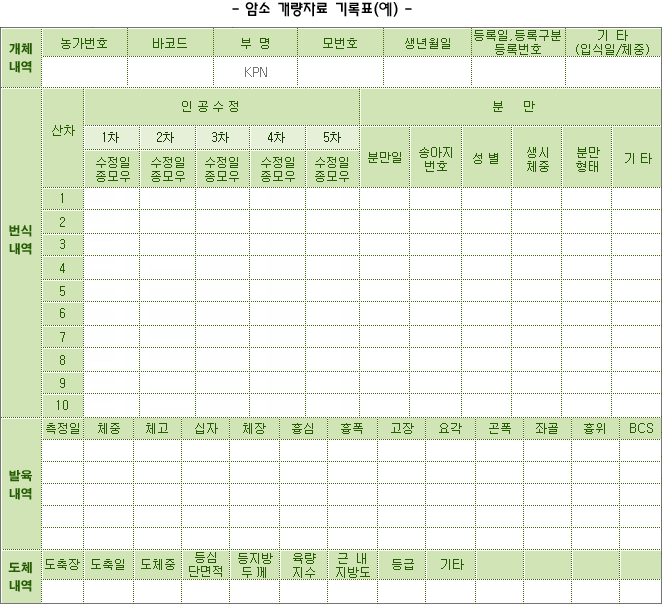 - 암소 개량자료 기록표(예) -
개체 내역
농가번호 바코드 부 명 모번호 생년월일 등록일,등록구분 등록번호 기 타 (입식일/체중)
KPN
번식 내역
산차 인 공 수 정 분 만
1차 2차 3차 4차 5차
수정일 종모우 수정일 종모우 수정일 종모우 수정일 종모우 수정일 종모우
분만일 송아지 번호 성 별 생시 체중 분만 형태 기 타
1
2
3
4
5
6
7
8
9
10
발육 내역
측정일 체중 체고 십자 체장 흉심 흉폭 고장 요각 곤폭 좌골 흉위 BCS
도체 내역
도축장 도축일 도체중 등심 단면적 등지방 두 께 육량 지수 근 내 지방도 등급 기타